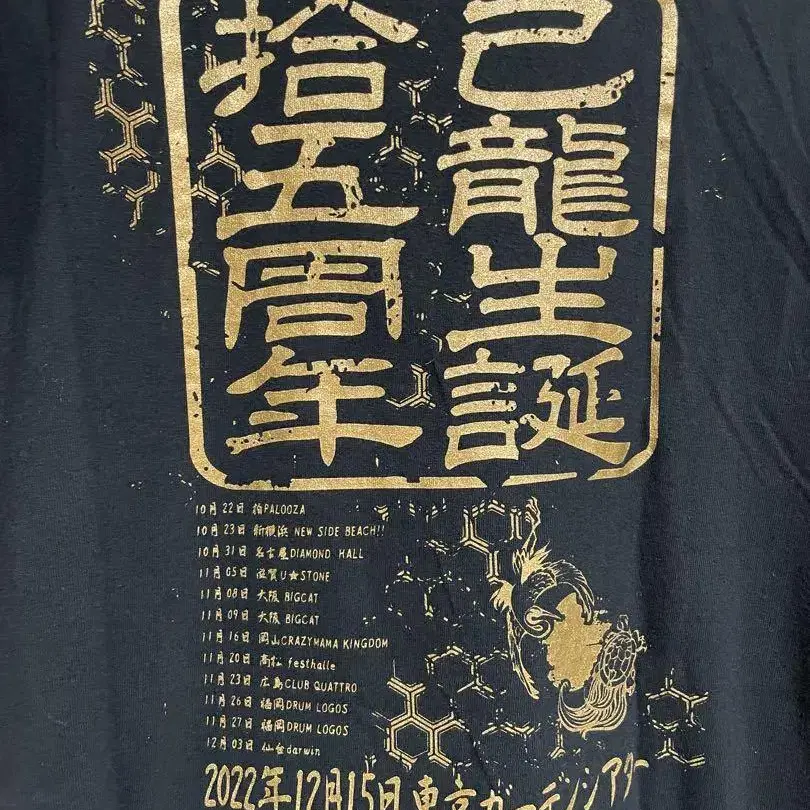 己龍生誕
拾五周年
10月22日 柏PALOOZA
10月23日 新横浜 NEW SIDE BEACH!!
10月31日 名古屋DIAMOND HALL
11月05日 滋賀U★STONE
11月08日 大阪 BIGCAT
11月09日 大阪 BIGCAT
11月16日 岡山CRAZYMAMA KINGDOM
11月20日 高松 festhalle
11月23日 広島CLUB QUATTRO
11月26日 福岡DRUM LOGOS
11月27日 福岡DRUM LOGOS
12月03日 仙台darwin
2022年12月15日 東京ガーデンシアター